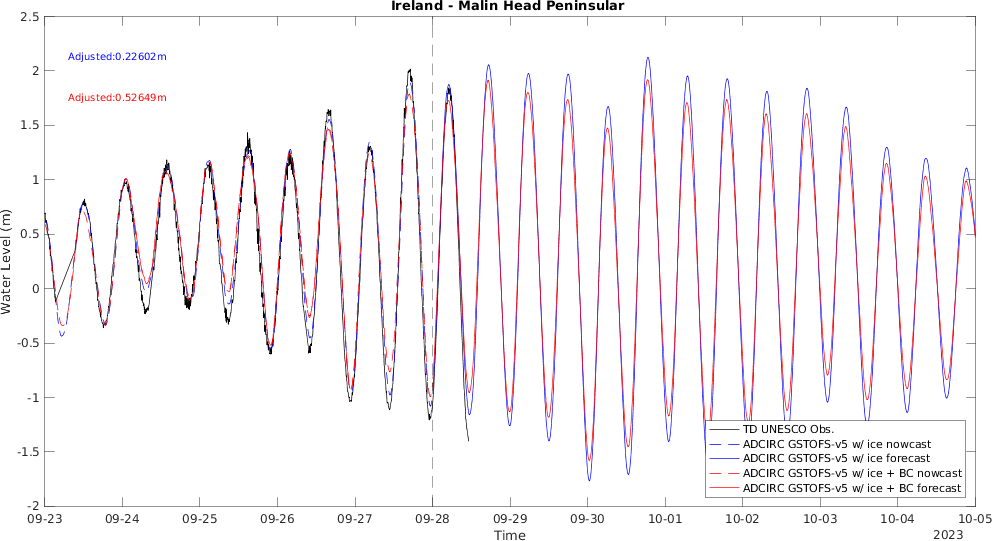 Ireland - Malin Head Peninsular
2.5
2
1.5
1
0.5
0
-0.5
-1
-1.5
-2
Water Level (m)
Adjusted:0.22602m
Adjusted:0.52649m
TD UNESCO Obs.
ADCIRC GSTOFS-v5 w/ ice nowcast
ADCIRC GSTOFS-v5 w/ ice forecast
ADCIRC GSTOFS-v5 w/ ice + BC nowcast
ADCIRC GSTOFS-v5 w/ ice + BC forecast
09-23 09-24 09-25 09-26 09-27 09-28 09-29 09-30 10-01 10-02 10-03 10-04 10-05
Time
2023